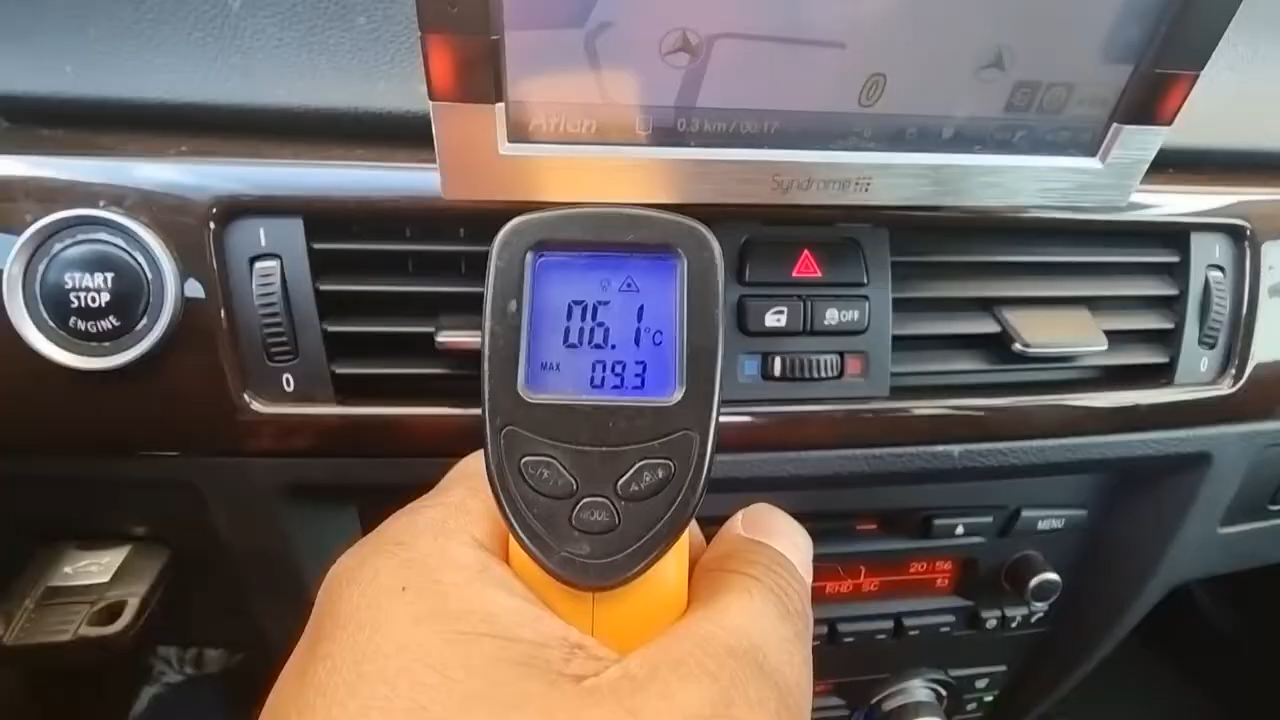 0
Atlan
0.3 km / 00:17
Syndrome
I
I
START
STOP
ENGINE
OFF
06.1°C
MAX 09.3
0
0
MODE
MENU
20:56